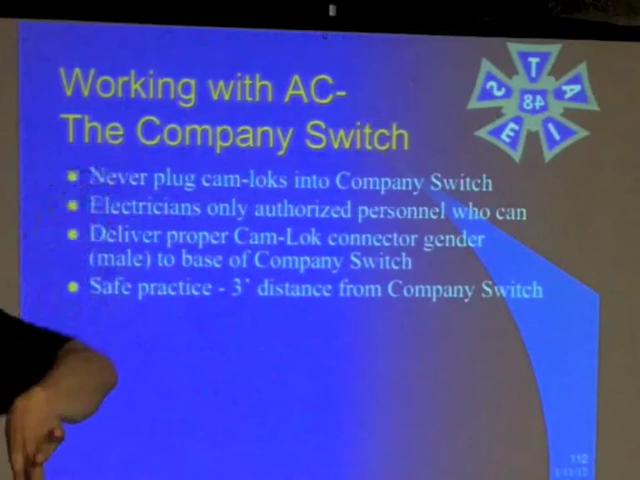 Working with AC-
The Company Switch
Never plug cam-loks into Company Switch
Electricians only authorized personnel who can
Deliver proper Cam-Lok connector gender
(male) to base of Company Switch
Safe practice - 3` distance from Company Switch
I A T S E
48
112